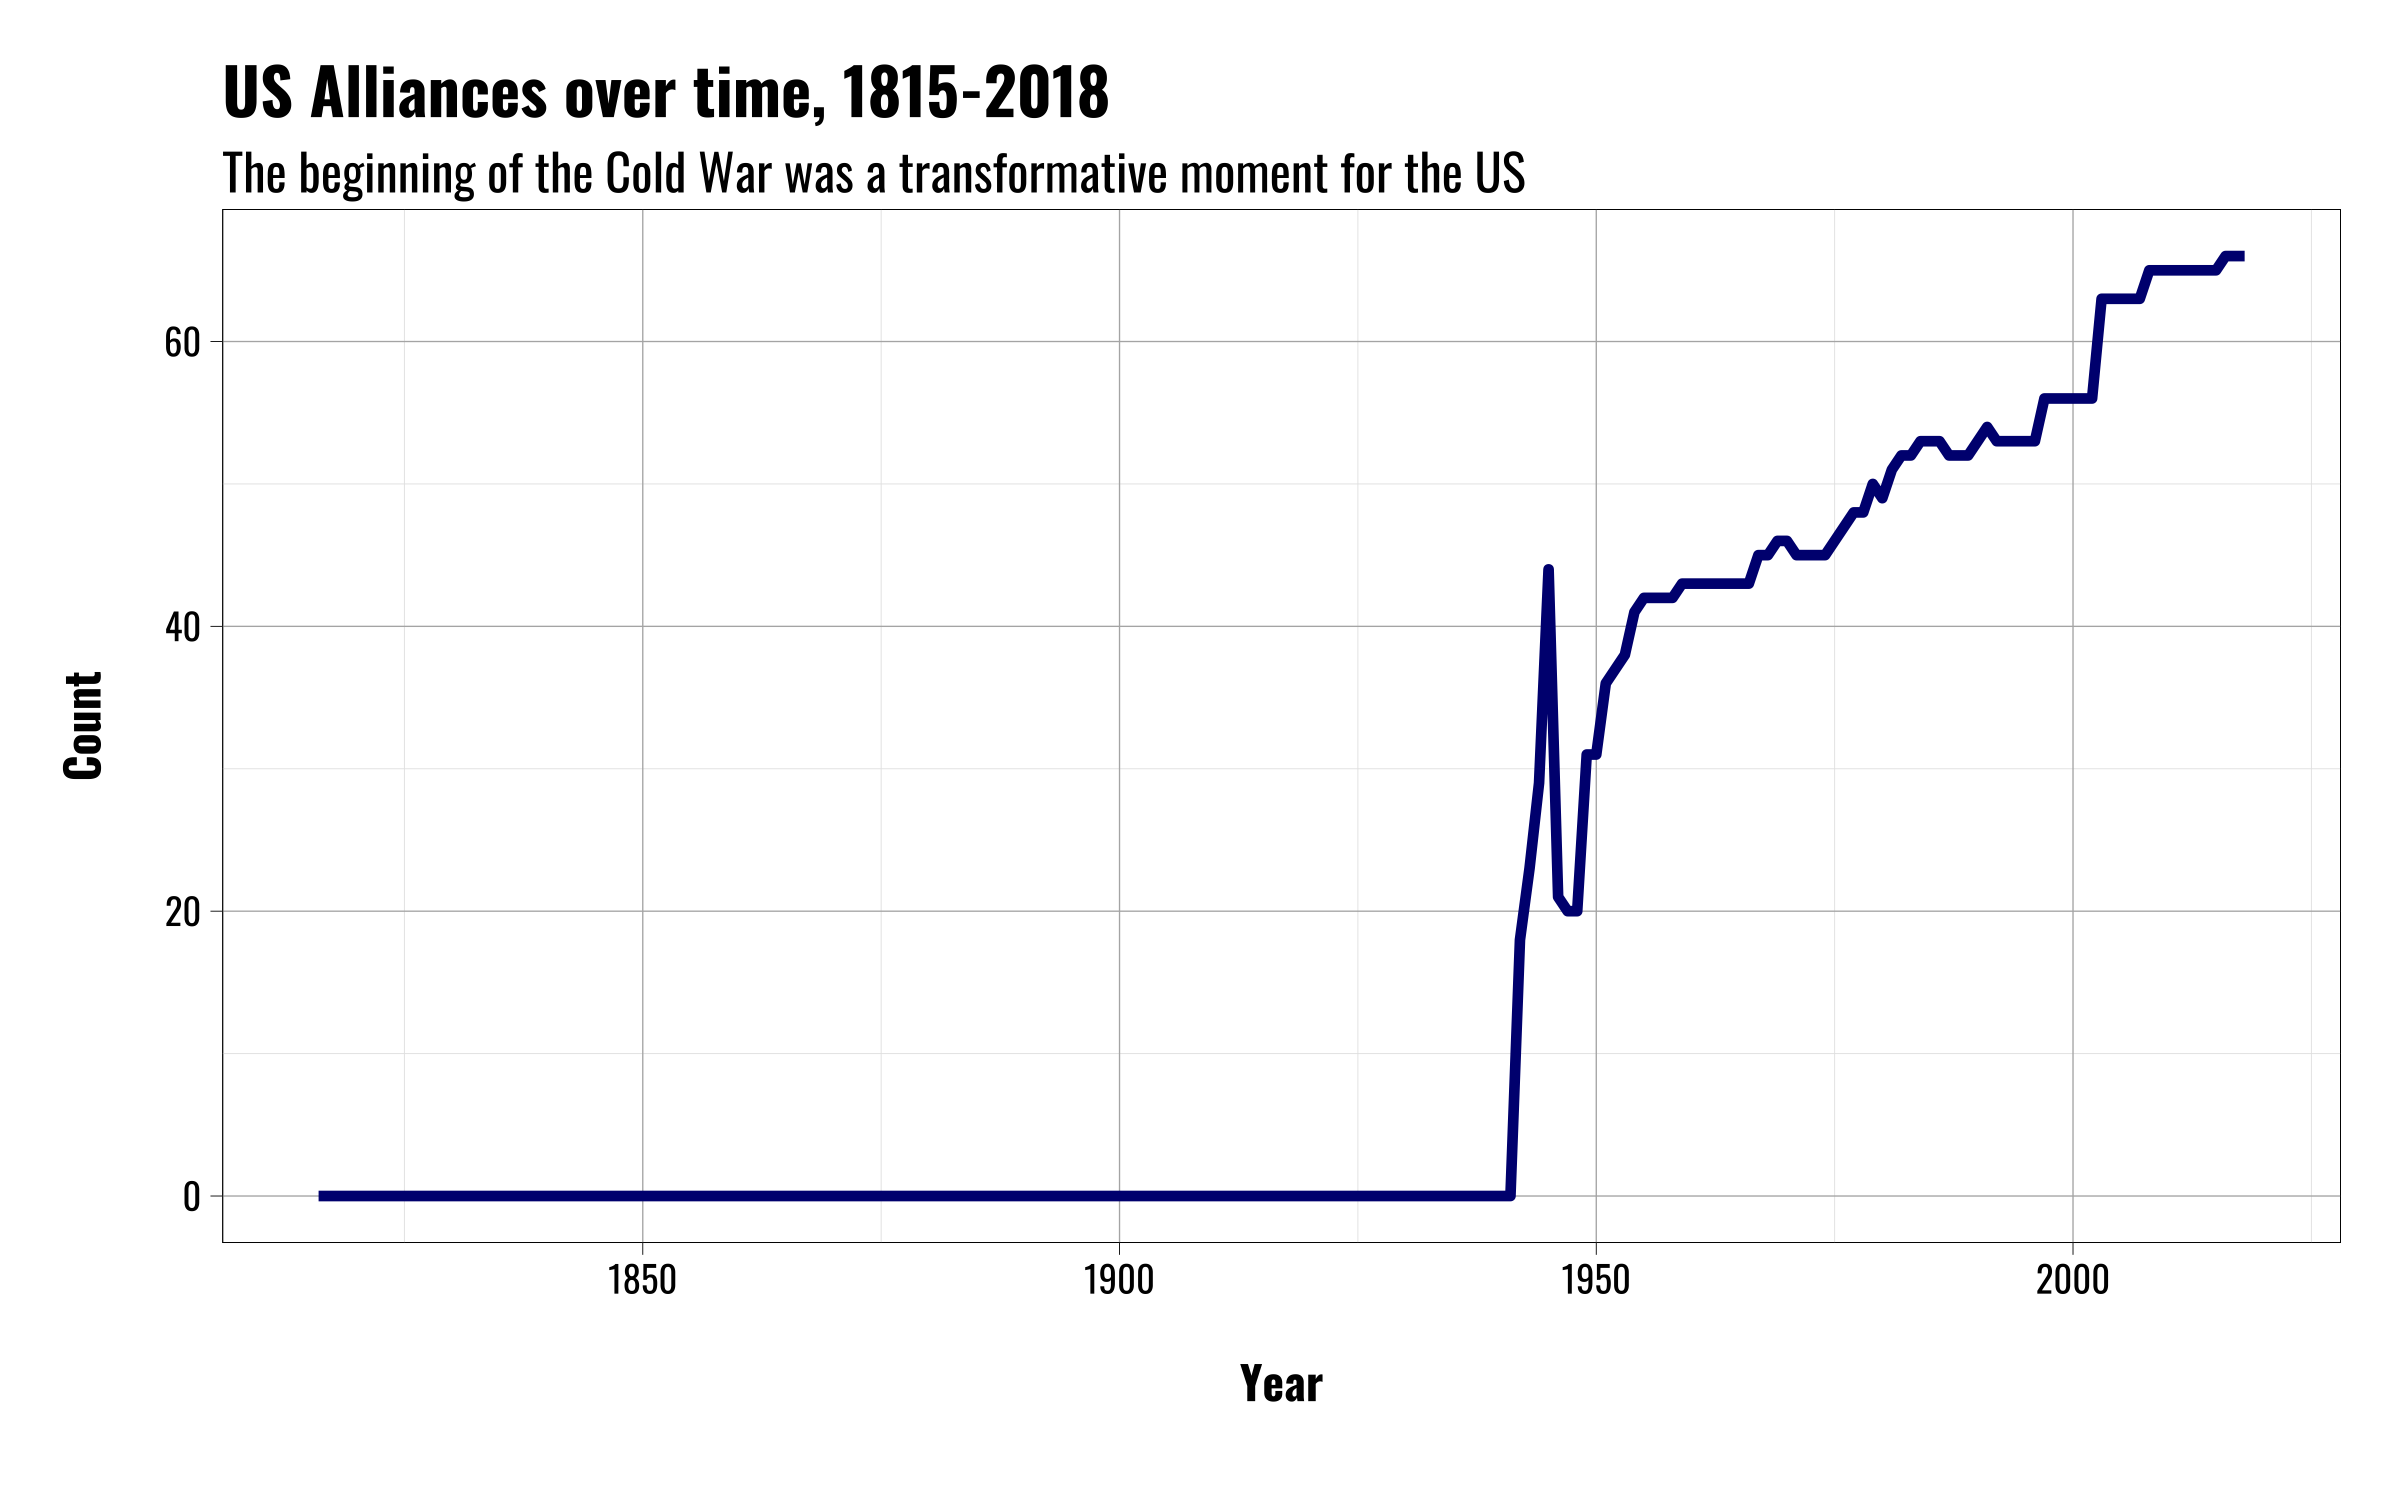 US Alliances over time, 1815-2018
The beginning of the Cold War was a transformative moment for the US
60
40
20
0
Count
1850 1900 1950 2000
Year